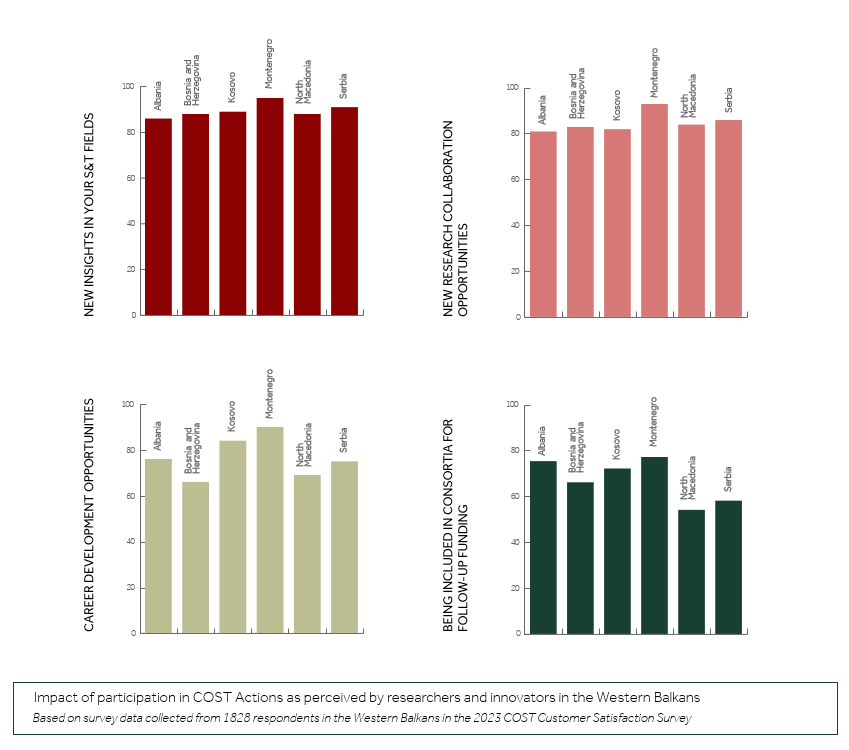 NEW INSIGHTS IN YOUR S&T FIELDS
100
80
60
40
20
0
Albania
Bosnia and
Herzegovina
Kosovo
Montenegro
North
Macedonia
Serbia
NEW RESEARCH COLLABORATION
OPPORTUNITIES
100
80
60
40
20
0
Albania
Bosnia and
Herzegovina
Kosovo
Montenegro
North
Macedonia
Serbia
CAREER DEVELOPMENT OPPORTUNITIES
100
80
60
40
20
0
Albania
Bosnia and
Herzegovina
Kosovo
Montenegro
North
Macedonia
Serbia
BEING INCLUDED IN CONSORTIA FOR
FOLLOW-UP FUNDING
100
80
60
40
20
0
Albania
Bosnia and
Herzegovina
Kosovo
Montenegro
North
Macedonia
Serbia
Impact of participation in COST Actions as perceived by researchers and innovators in the Western Balkans
Based on survey data collected from 1828 respondents in the Western Balkans in the 2023 COST Customer Satisfaction Survey